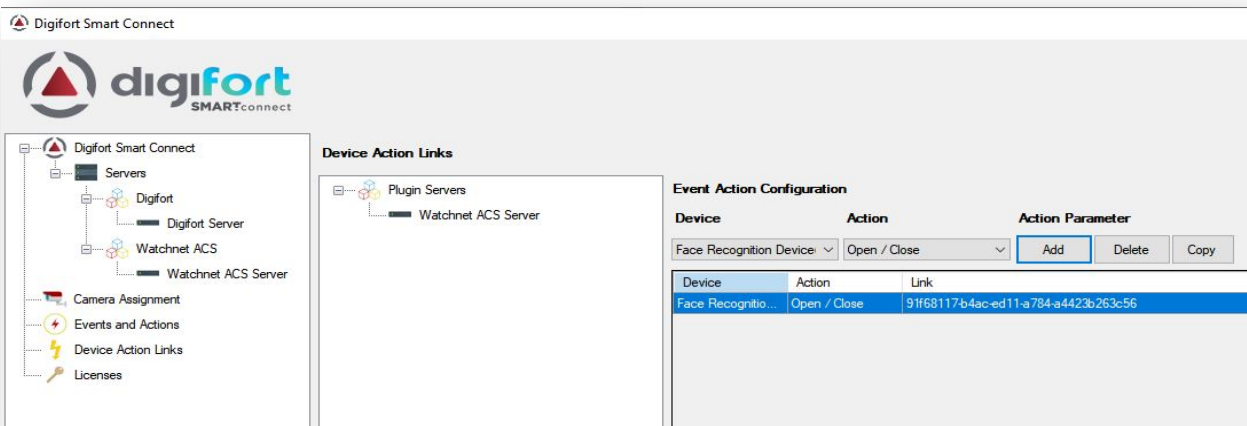 Digifort Smart Connect
digifort
SMARTconnect
Digifort Smart Connect
Servers
Digifort
Digifort Server
Watchnet ACS
Watchnet ACS Server
Camera Assignment
Events and Actions
Device Action Links
Licenses
Device Action Links
Plugin Servers
Watchnet ACS Server
Event Action Configuration
Device Action Action Parameter
Face Recognition Device Open / Close Add Delete Copy
Device Action Link
Face Recognitio... Open / Close 91f68117-b4ac-ed11-a784-a4423b263c56